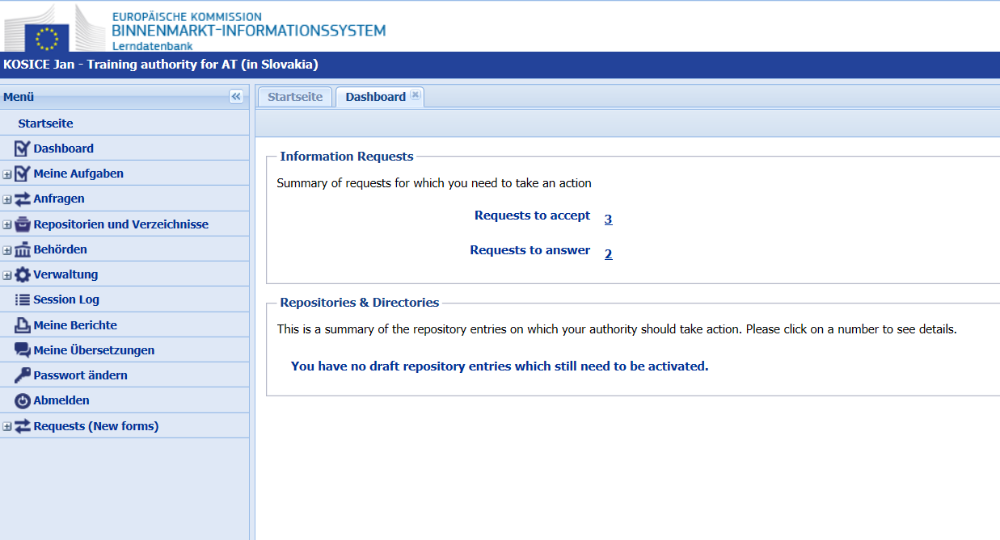 EUROPÄISCHE KOMMISSION
BINNENMARKT-INFORMATIONSSYSTEM
Lerndatenbank
KOSICE Jan - Training authority for AT (in Slovakia)
Menü
Startseite
Dashboard
Meine Aufgaben
Anfragen
Repositorien und Verzeichnisse
Behörden
Verwaltung
Session Log
Meine Berichte
Meine Übersetzungen
Passwort ändern
Abmelden
Requests (New forms)
Startseite Dashboard
Information Requests
Summary of requests for which you need to take an action
Requests to accept 3
Requests to answer 2
Repositories & Directories
This is a summary of the repository entries on which your authority should take action. Please click on a number to see details.
You have no draft repository entries which still need to be activated.